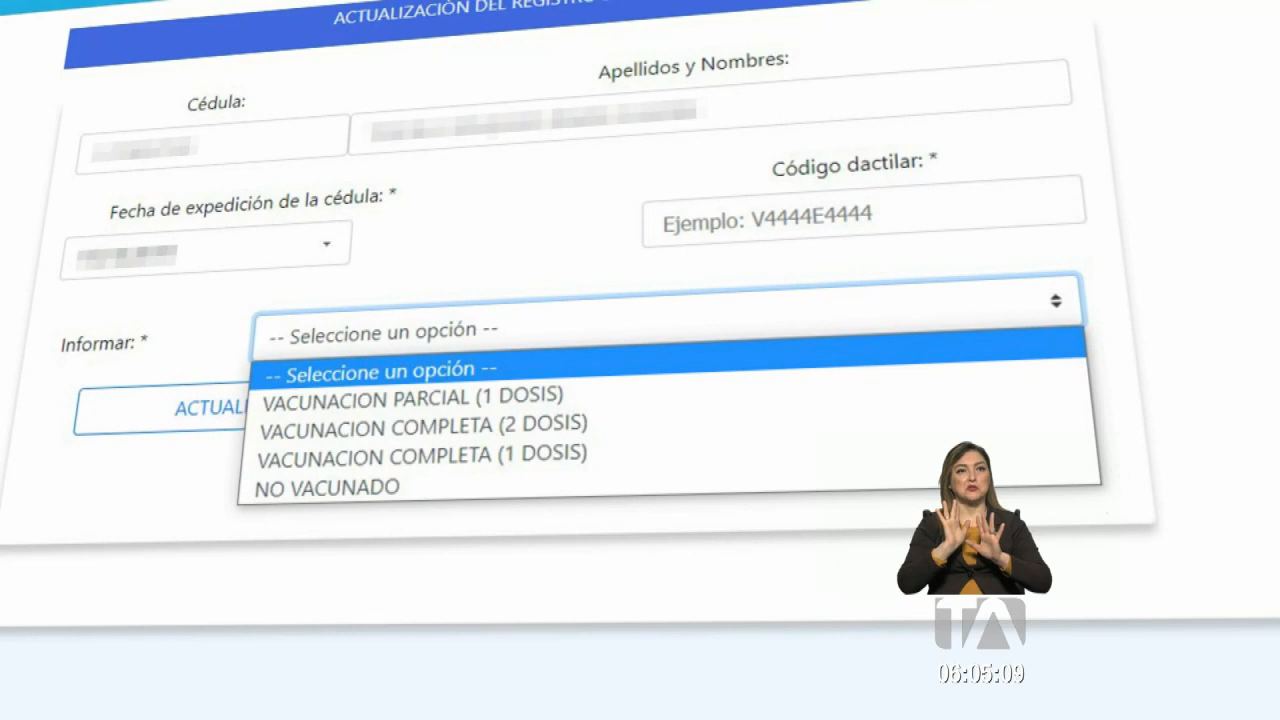 ACTUALIZACIÓN DEL REGISTRO
Cédula:
Apellidos y Nombres:
Fecha de expedición de la cédula: *
Código dactilar: *
Ejemplo: V4444E4444
Informar: *
-- Seleccione un opción --
-- Seleccione un opción --
VACUNACION PARCIAL (1 DOSIS)
VACUNACION COMPLETA (2 DOSIS)
VACUNACION COMPLETA (1 DOSIS)
NO VACUNADO
ACTUALI
TA
06:05:09